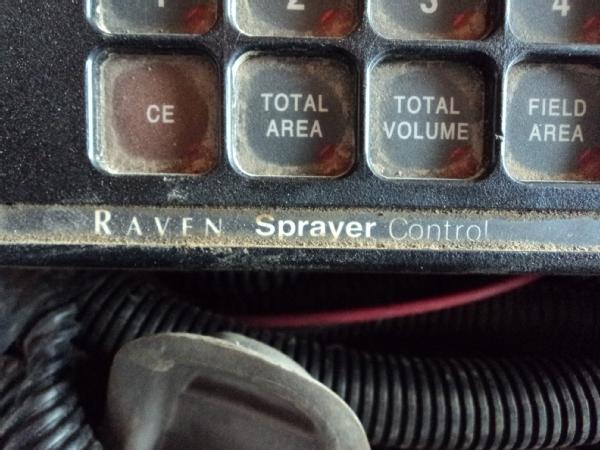 1 2 3 4
CE TOTAL AREA TOTAL VOLUME FIELD AREA
RAVEN Sprayer Control